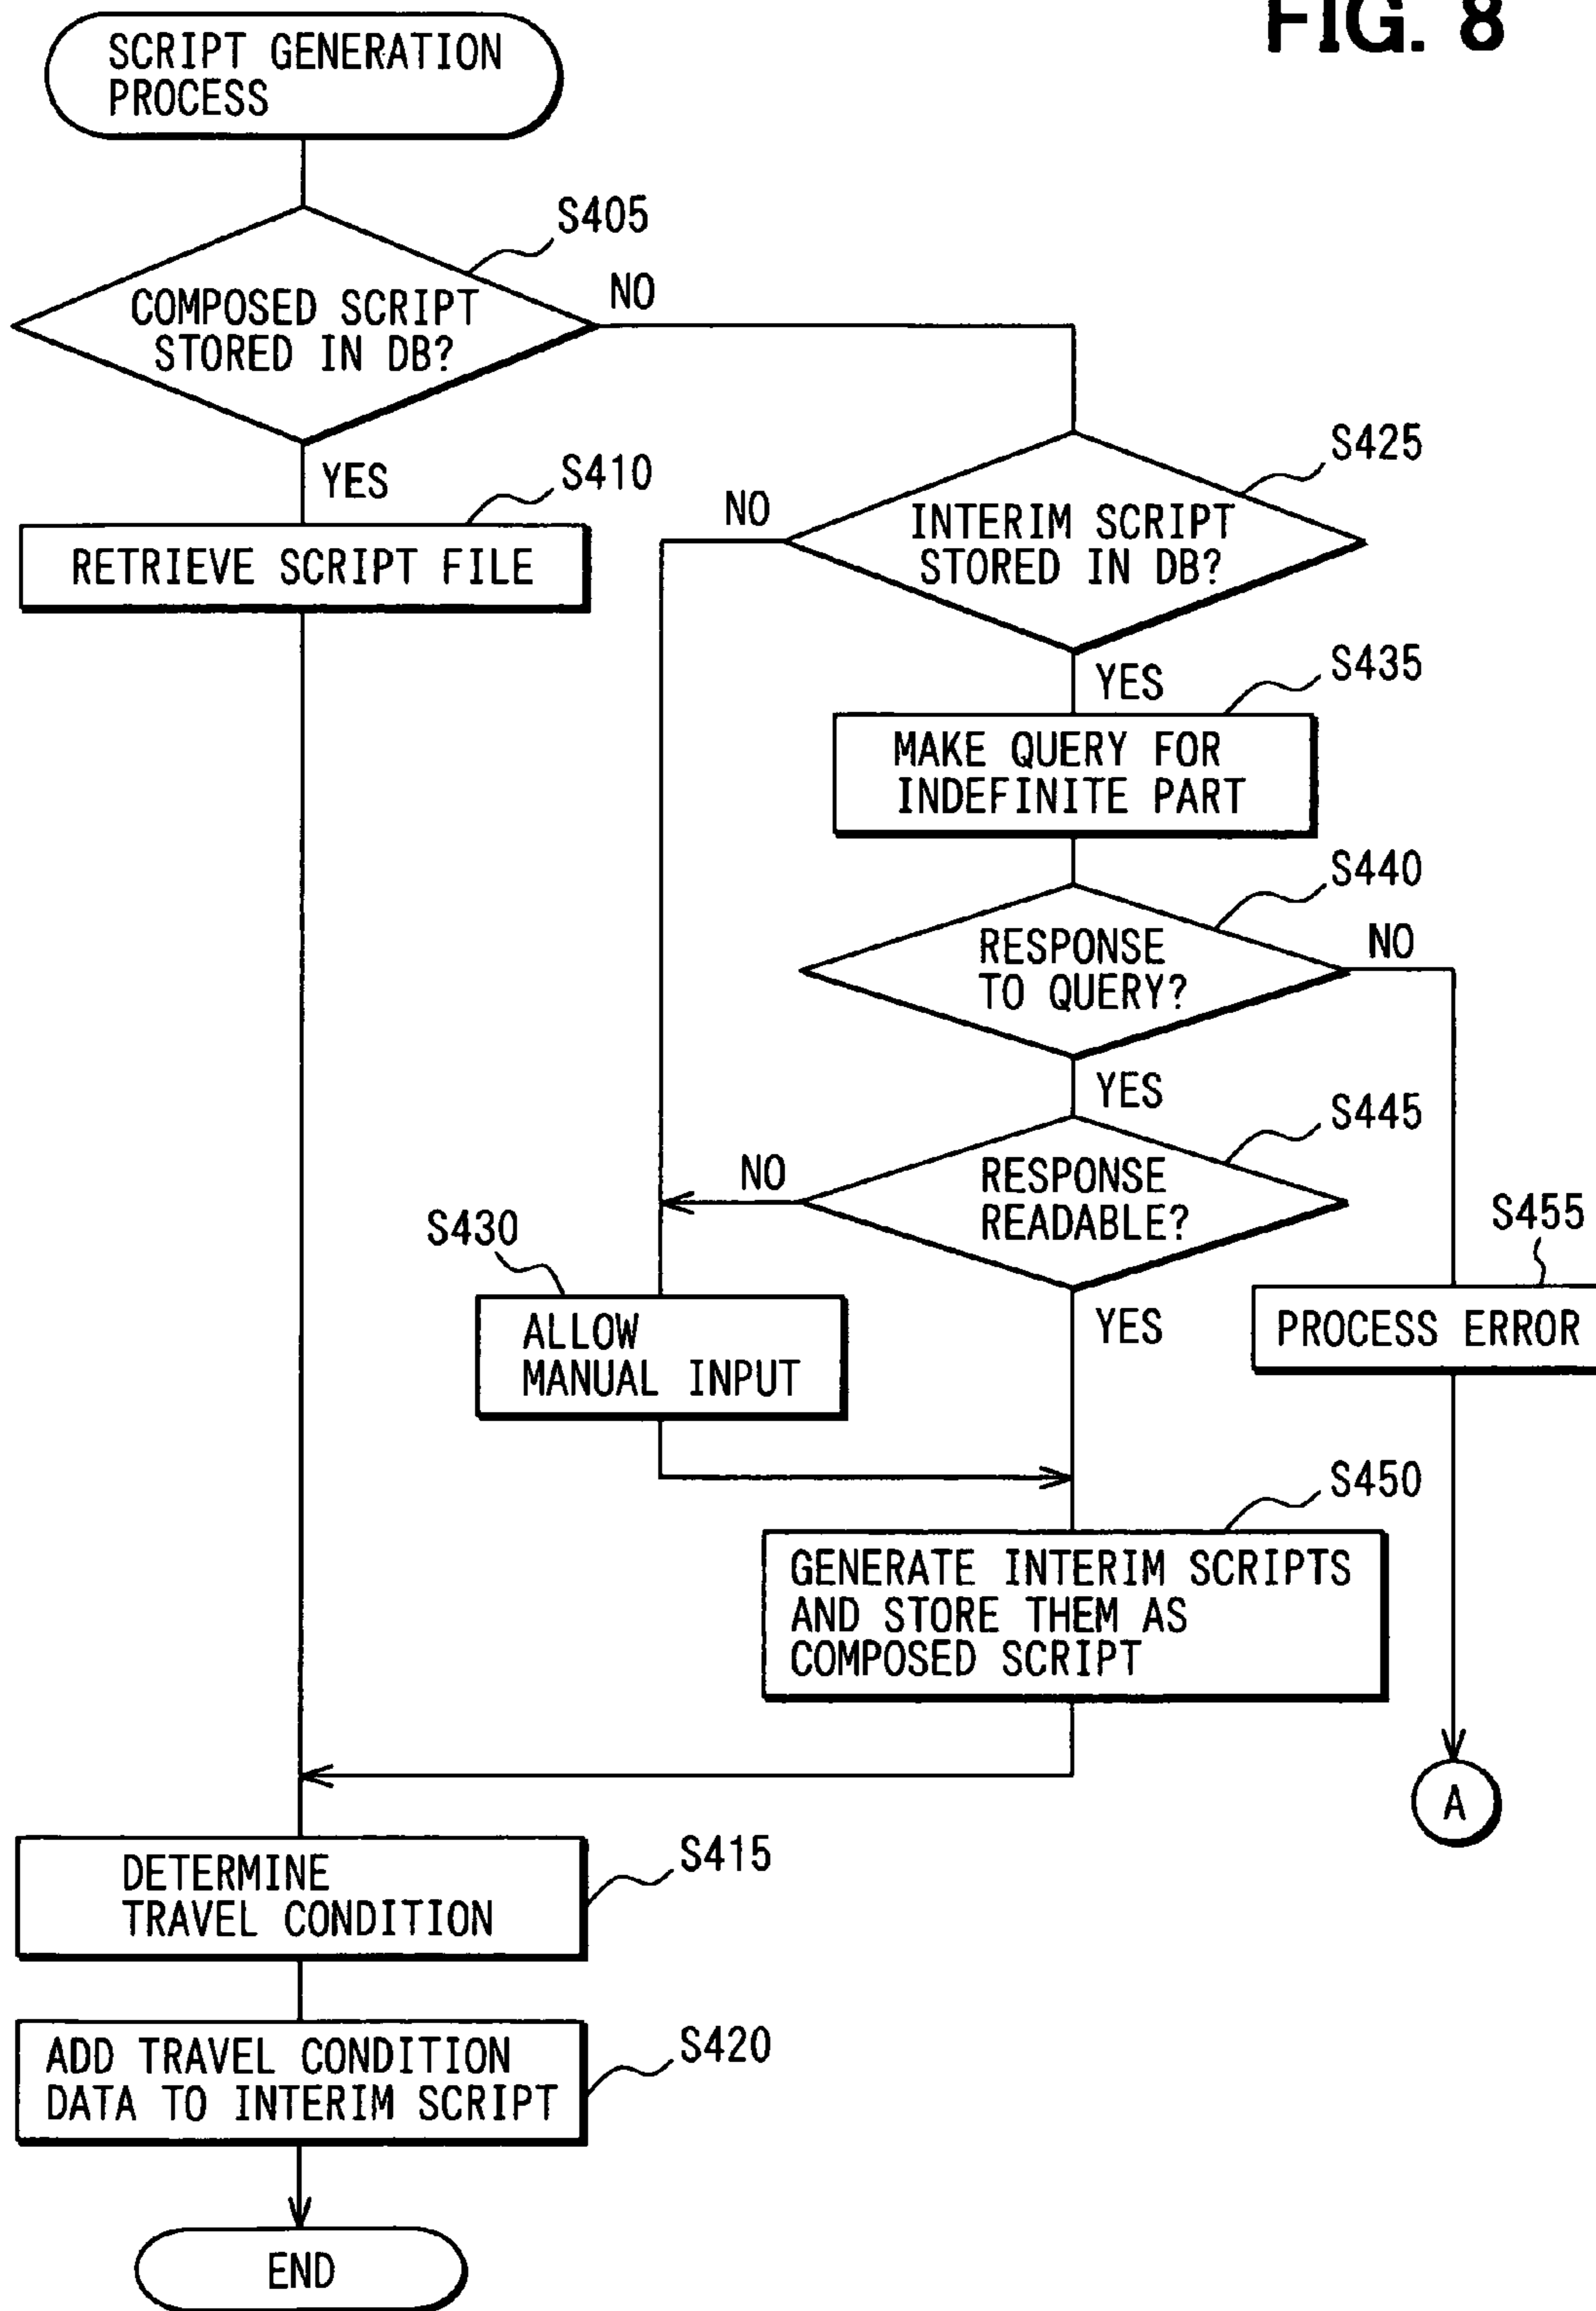 FIG. 8
SCRIPT GENERATION
PROCESS
S405
COMPOSED SCRIPT
STORED IN DB?
NO
YES
S410
RETRIEVE SCRIPT FILE
S425
INTERIM SCRIPT
STORED IN DB?
NO
YES
S435
MAKE QUERY FOR
INDEFINITE PART
S440
RESPONSE
TO QUERY?
NO
YES
S445
RESPONSE
READABLE?
NO
YES
S430
ALLOW
MANUAL INPUT
S455
PROCESS ERROR
S450
GENERATE INTERIM SCRIPTS
AND STORE THEM AS
COMPOSED SCRIPT
A
S415
DETERMINE
TRAVEL CONDITION
S420
ADD TRAVEL CONDITION
DATA TO INTERIM SCRIPT
END